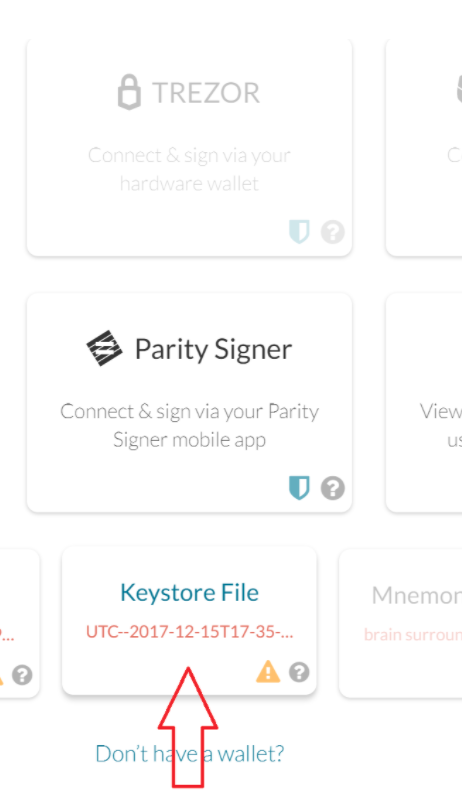 TREZOR
Connect & sign via your
hardware wallet
Parity Signer
Connect & sign via your Parity
Signer mobile app
View
us
Keystore File
UTC--2017-12-15T17-35-...
Mnemon
brain surroun
Don't have a wallet?